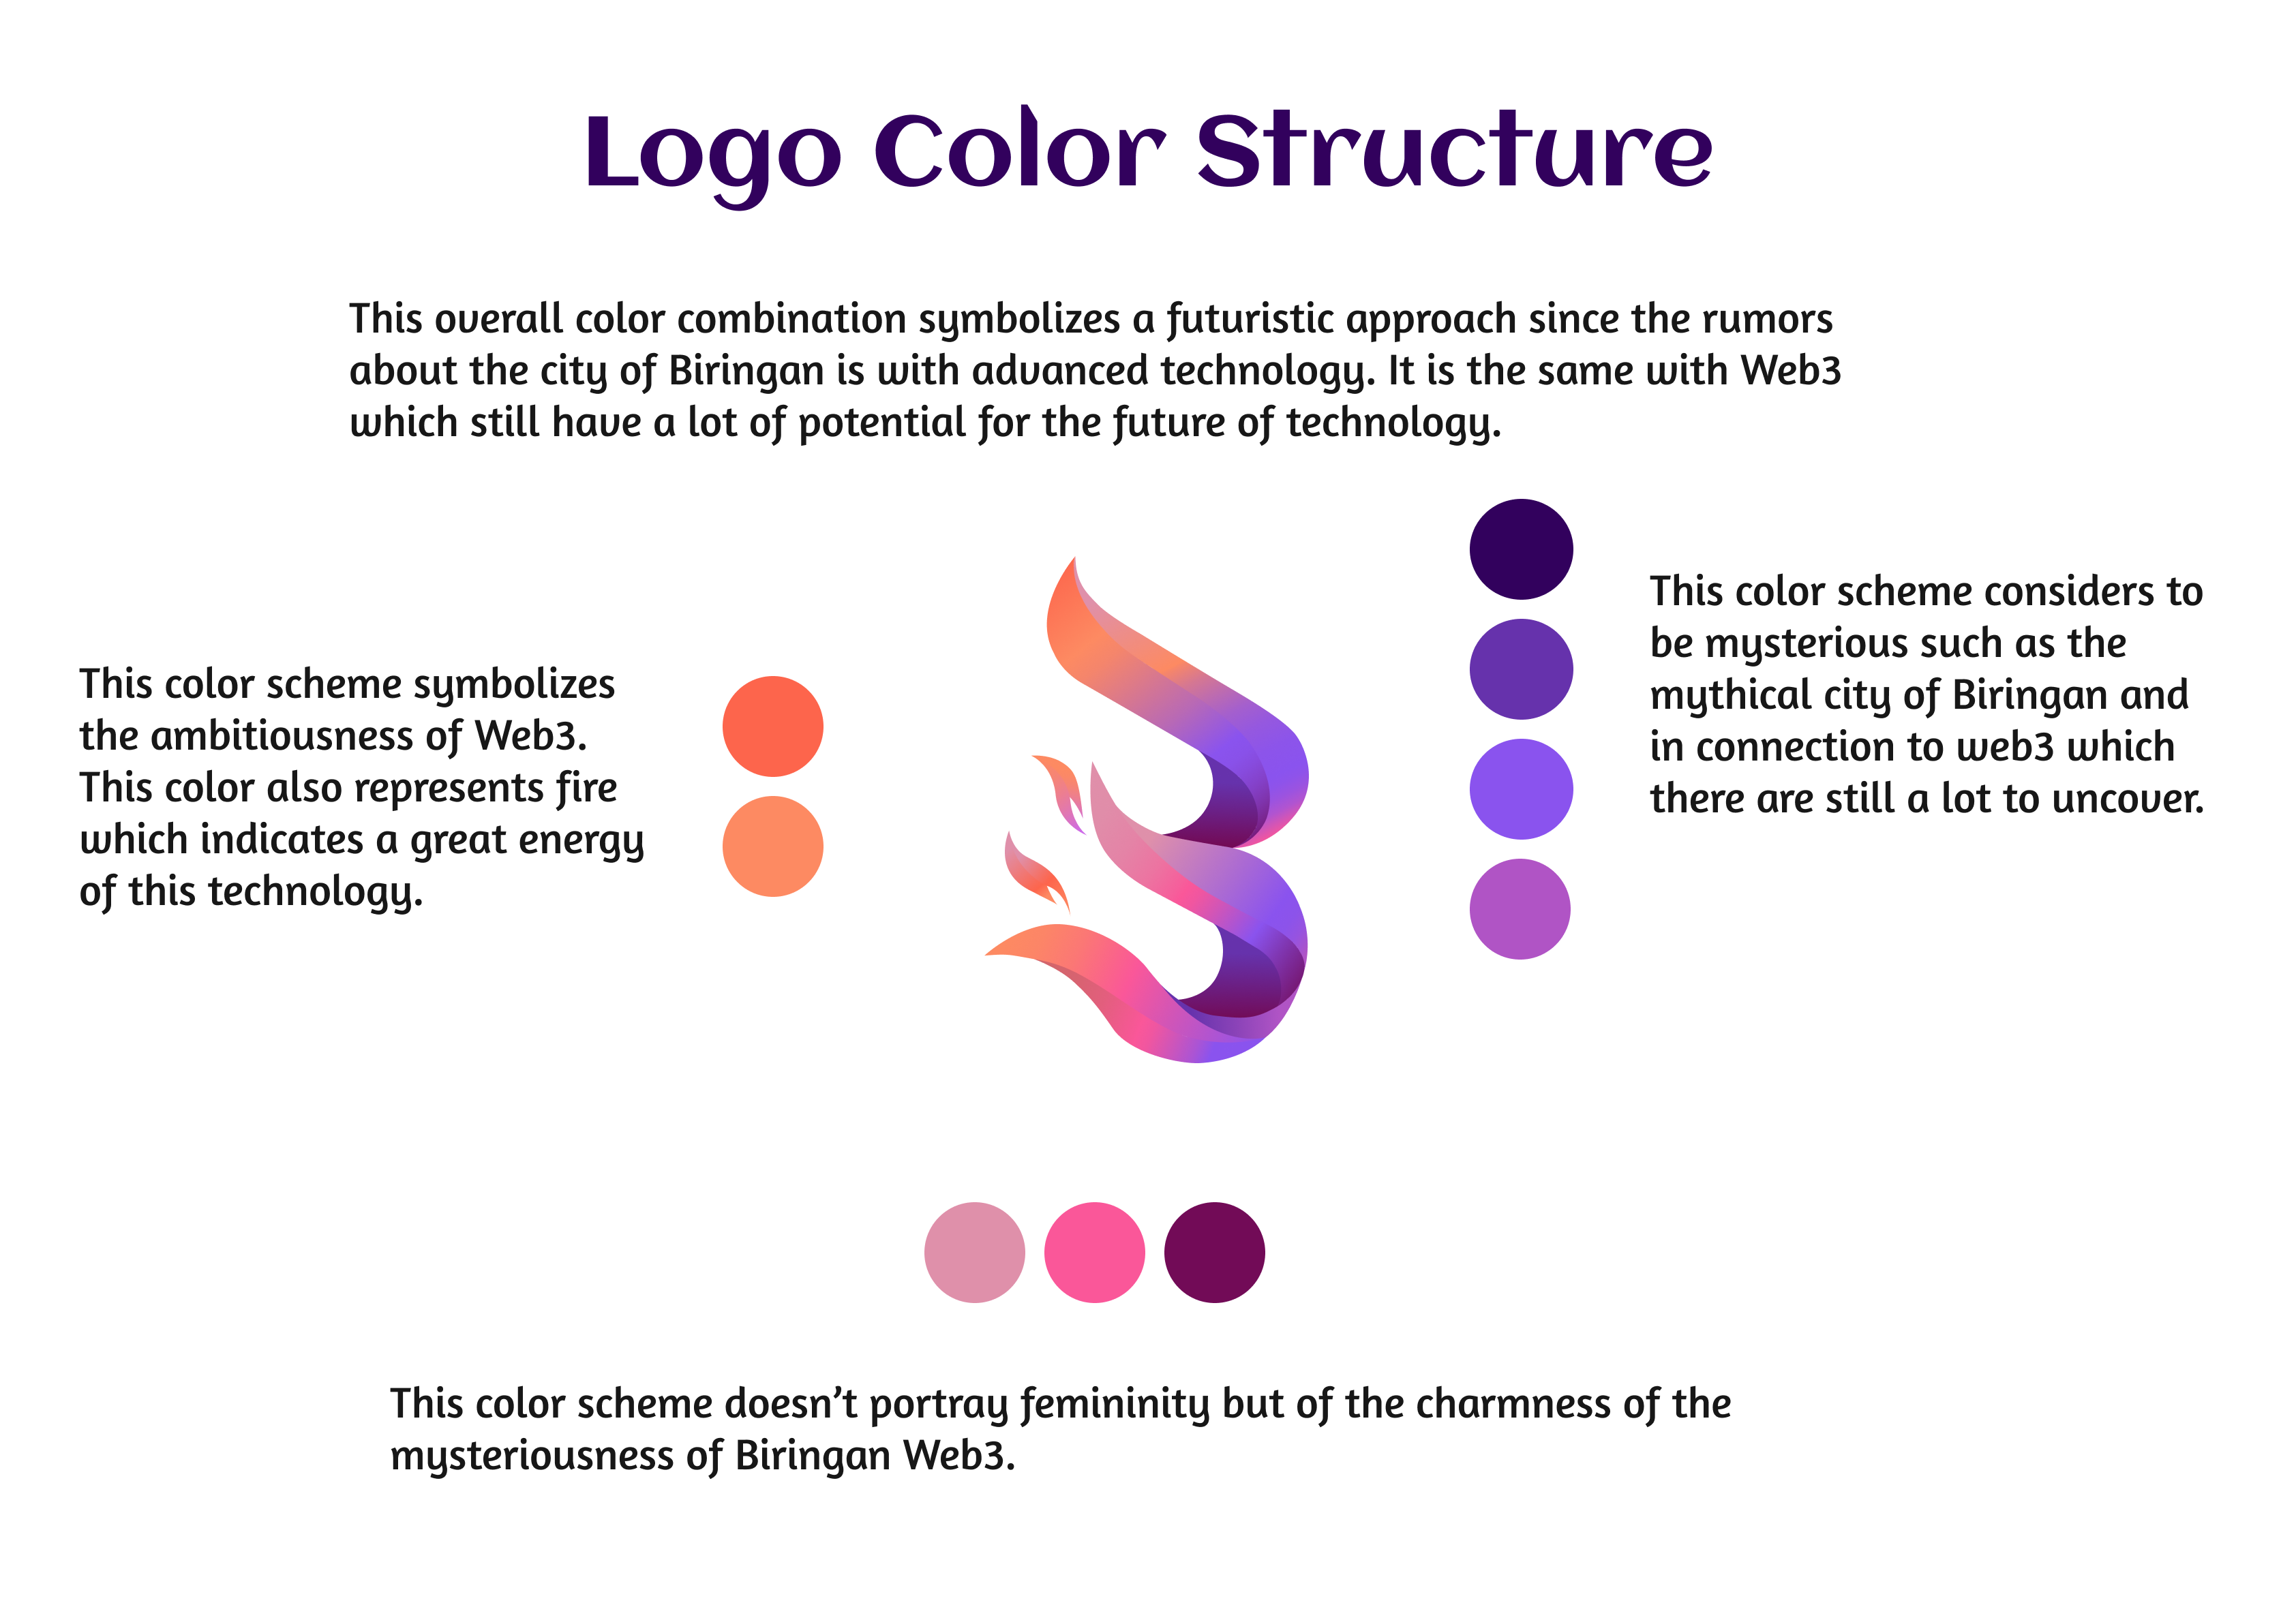 Logo Color Structure
This overall color combination symbolizes a futuristic approach since the rumors
about the city of Biringan is with advanced technology. It is the same with Web3
which still have a lot of potential for the future of technology.
This color scheme symbolizes
the ambitiousness of Web3.
This color also represents fire
which indicates a great energy
of this technology.
This color scheme considers to
be mysterious such as the
mythical city of Biringan and
in connection to web3 which
there are still a lot to uncover.
This color scheme doesn’t portray femininity but of the charmness of the
mysteriousness of Biringan Web3.